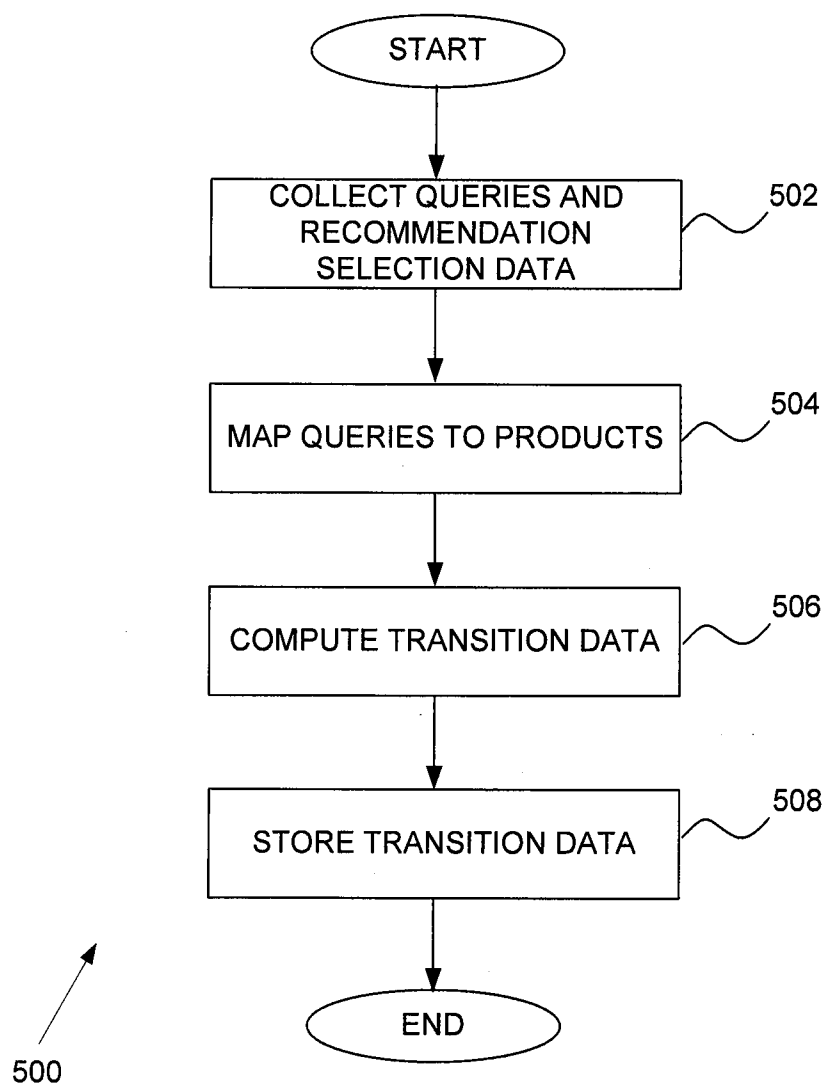 START
COLLECT QUERIES AND
RECOMMENDATION
SELECTION DATA
502
MAP QUERIES TO PRODUCTS
504
COMPUTE TRANSITION DATA
506
STORE TRANSITION DATA
508
END
500